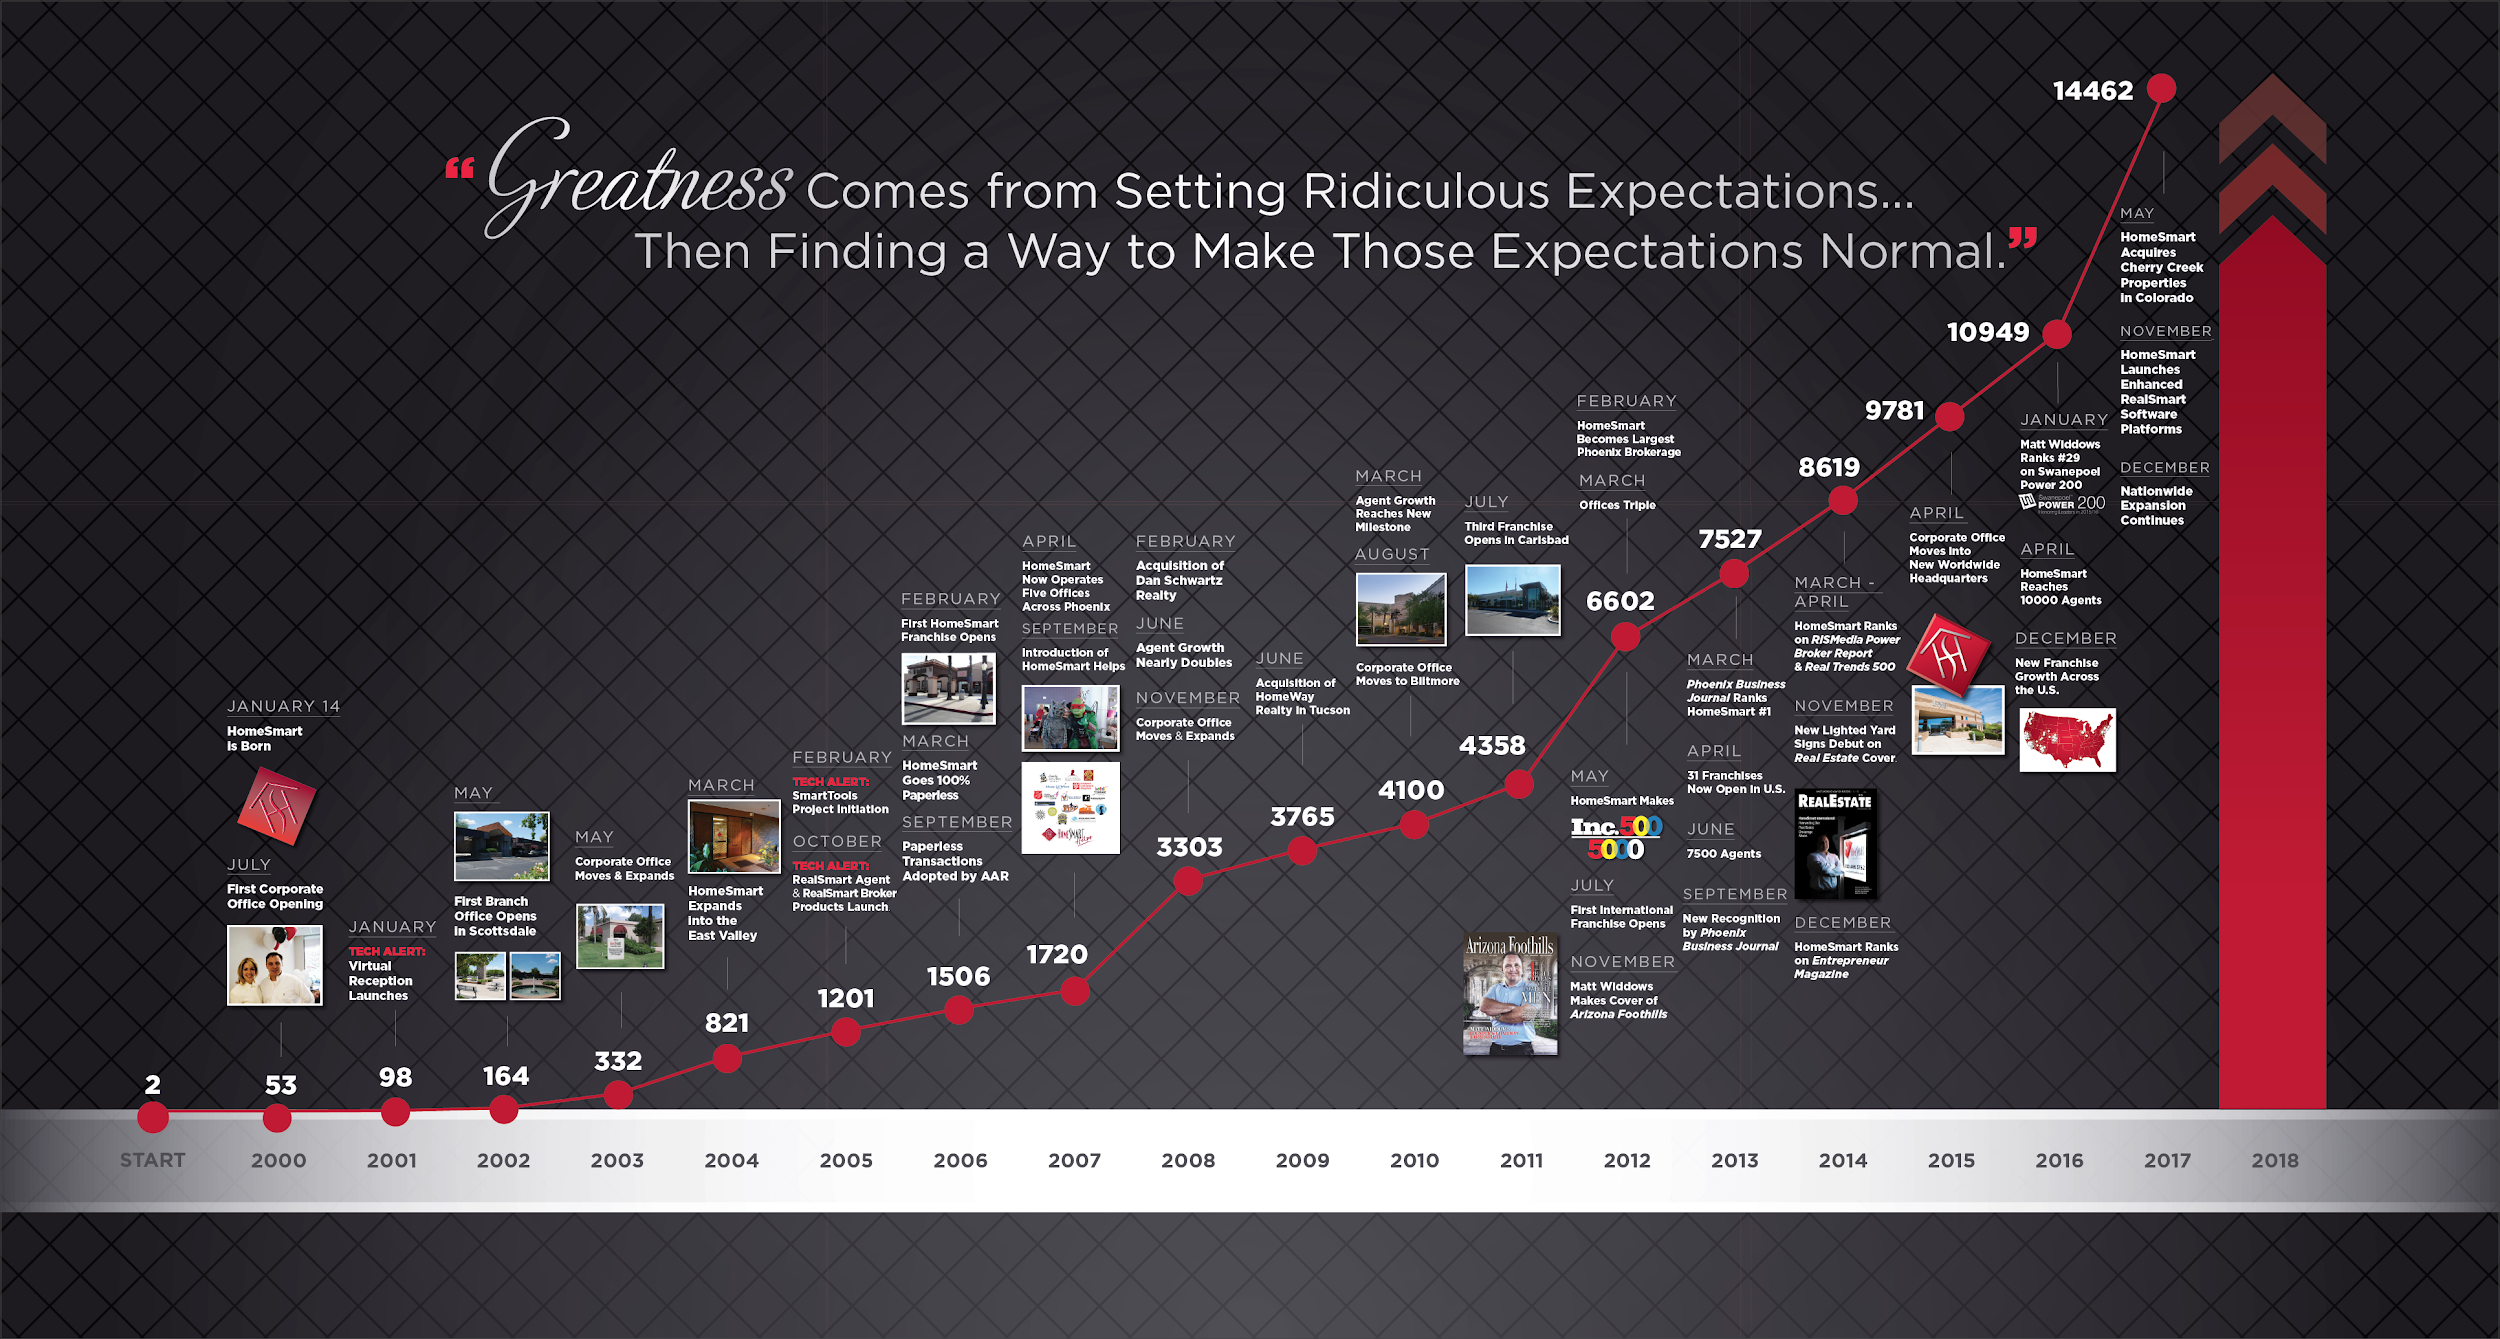 “Greatness Comes from Setting Ridiculous Expectations...
Then Finding a Way to Make Those Expectations Normal.”
JANUARY 14
HomeSmart
is Born
JULY
First Corporate
Office Opening
JANUARY
TECH ALERT:
Virtual
Reception
Launches
MAY
First Branch
Office Opens
in Scottsdale
MAY
Corporate Office
Moves & Expands
MARCH
HomeSmart
Expands
into the
East Valley
FEBRUARY
TECH ALERT:
SmartTools
Project Initiation
OCTOBER
TECH ALERT:
RealSmart Agent
& RealSmart Broker
Products Launch.
FEBRUARY
First HomeSmart
Franchise Opens
MARCH
HomeSmart
Goes 100%
Paperless
SEPTEMBER
Paperless
Transactions
Adopted by AAR
APRIL
HomeSmart
Now Operates
Five Offices
Across Phoenix
SEPTEMBER
Introduction of
HomeSmart Helps
HOMESMART
FEBRUARY
Acquisition of
Dan Schwartz
Realty
JUNE
Agent Growth
Nearly Doubles
NOVEMBER
Corporate Office
Moves & Expands
JUNE
Acquisition of
HomeWay
Realty in Tucson
MARCH
Agent Growth
Reaches New
Milestone
AUGUST
Corporate Office
Moves to Biltmore
JULY
Third Franchise
Opens in Carlsbad
FEBRUARY
HomeSmart
Becomes Largest
Phoenix Brokerage
MARCH
Offices Triple
MAY
HomeSmart Makes
Inc.500
5000
JULY
First International
Franchise Opens
NOVEMBER
Matt Widdows
Makes Cover of
Arizona Foothills
Arizona Foothills
MEN
MARCH
Phoenix Business
Journal Ranks
HomeSmart #1
APRIL
31 Franchises
Now Open in U.S.
JUNE
7500 Agents
SEPTEMBER
New Recognition
by Phoenix
Business Journal
MARCH -
APRIL
HomeSmart Ranks
on RISMedia Power
Broker Report
& Real Trends 500
NOVEMBER
New Lighted Yard
Signs Debut on
Real Estate Cover.
REALESTATE
DECEMBER
HomeSmart Ranks
on Entrepreneur
Magazine
APRIL
Corporate Office
Moves into
New Worldwide
Headquarters
JANUARY
Matt Widdows
Ranks #29
on Swanepoel
Power 200
Swanepoel
POWER 200
APRIL
HomeSmart
Reaches
10000 Agents
DECEMBER
New Franchise
Growth Across
the U.S.
MAY
HomeSmart
Acquires
Cherry Creek
Properties
in Colorado
NOVEMBER
HomeSmart
Launches
Enhanced
RealSmart
Software
Platforms
DECEMBER
Nationwide
Expansion
Continues
2
53
98
164
332
821
1201
1506
1720
3303
3765
4100
4358
6602
7527
8619
9781
10949
14462
START
2000
2001
2002
2003
2004
2005
2006
2007
2008
2009
2010
2011
2012
2013
2014
2015
2016
2017
2018